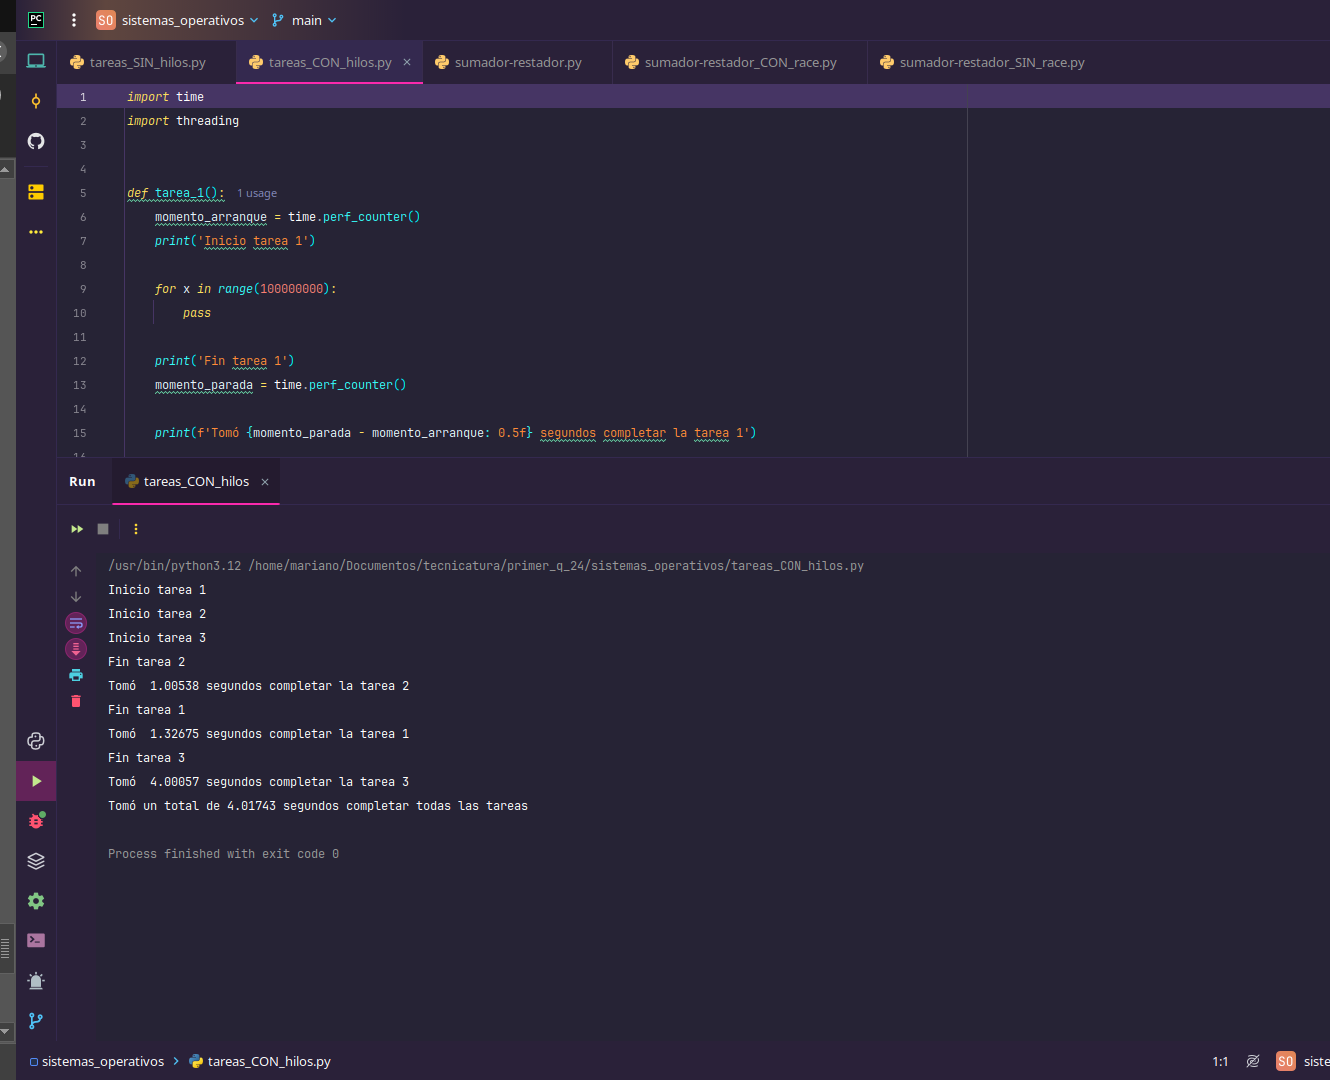 PC SO sistemas_operativos main
tareas_SIN_hilos.py tareas_CON_hilos.py sumador-restador.py sumador-restador_CON_race.py sumador-restador_SIN_race.py
1 import time
2 import threading
3
4
5 def tarea_1(): 1 usage
6 momento_arranque = time.perf_counter()
7 print('Inicio tarea 1')
8
9 for x in range(100000000):
10 pass
11
12 print('Fin tarea 1')
13 momento_parada = time.perf_counter()
14
15 print(f'Tomó {momento_parada - momento_arranque: 0.5f} segundos completar la tarea 1')
16
Run tareas_CON_hilos
/usr/bin/python3.12 /home/mariano/Documentos/tecnicatura/primer_q_24/sistemas_operativos/tareas_CON_hilos.py
Inicio tarea 1
Inicio tarea 2
Inicio tarea 3
Fin tarea 2
Tomó  1.00538 segundos completar la tarea 2
Fin tarea 1
Tomó  1.32675 segundos completar la tarea 1
Fin tarea 3
Tomó  4.00057 segundos completar la tarea 3
Tomó un total de 4.01743 segundos completar todas las tareas
Process finished with exit code 0
sistemas_operativos tareas_CON_hilos.py 1:1 SO siste